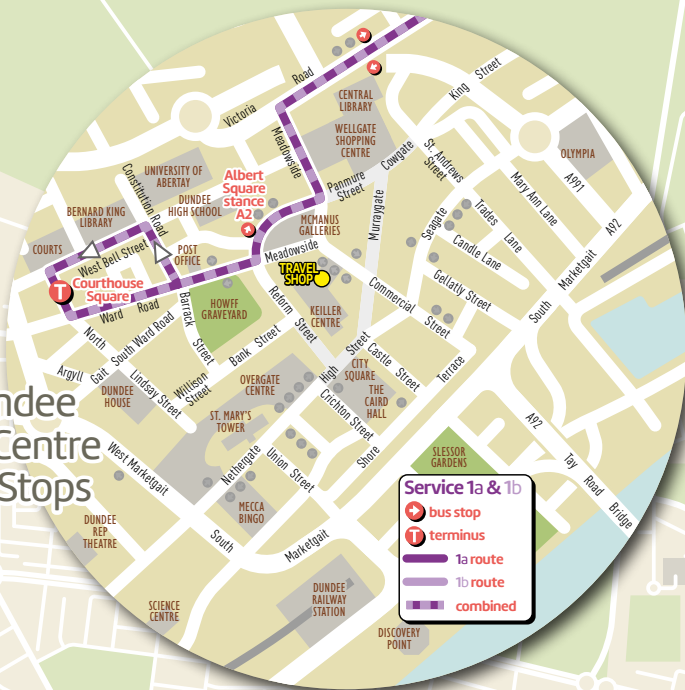 Victoria
Road
CENTRAL
LIBRARY
King Street
WELLGATE
SHOPPING
CENTRE
Meadowside
Cowgate
St. Andrews
Street
OLYMPIA
A991
Mary Ann Lane
A92
Constitution Road
UNIVERSITY OF
ABERTAY
Albert
Square
stance
A2
Panmure
Street
Murraygate
Trades
Lane
DUNDEE
HIGH SCHOOL
BERNARD KING
LIBRARY
MCMANUS
GALLERIES
Seagate
Candle Lane
COURTS
West Bell Street
POST
OFFICE
Meadowside
TRAVEL
SHOP
Gellatly Street
South
Marketgait
Courthouse
Square
T
Ward Road
Barrack
Street
HOWFF
GRAVEYARD
Reform Street
KEILLER
CENTRE
Commercial
Street
North
South Ward Road
Bank Street
Argyll
Gait
Lindsay Street
Willison
Street
High Street
CITY
SQUARE
Castle Street
Terrace
DUNDEE
HOUSE
OVERGATE
CENTRE
THE
CAIRD
HALL
ST. MARY'S
TOWER
Crichton Street
ndee
Centre
Stops
West Marketgait
Nethergate
Union Street
Shore
SLESSOR
GARDENS
A92
Tay Road
Bridge
MECCA
BINGO
DUNDEE
REP
THEATRE
South
Marketgait
SCIENCE
CENTRE
DUNDEE
RAILWAY
STATION
DISCOVERY
POINT
Service 1a & 1b
bus stop
T terminus
1a route
1b route
combined